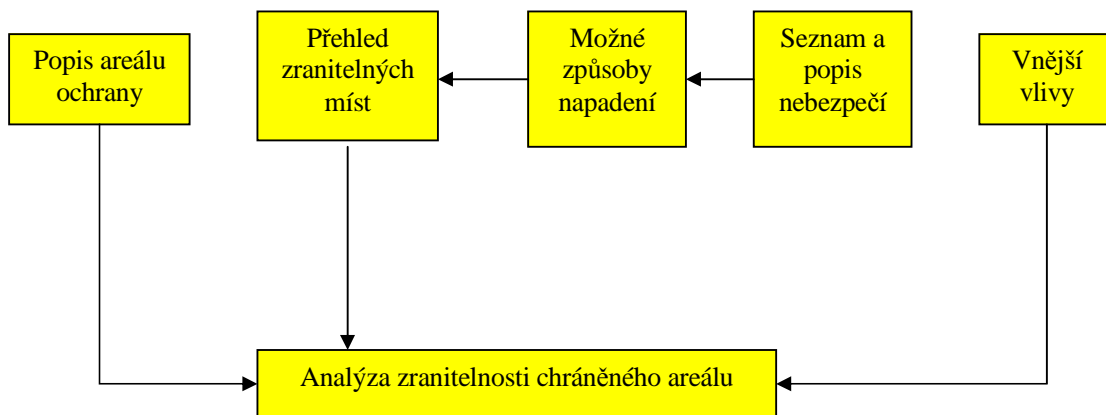 Popis areálu
ochrany
Přehled
zranitelných
míst
Možné
způsoby
napadení
Seznam a
popis
nebezpečí
Vnější
vlivy
Analýza zranitelnosti chráněného areálu